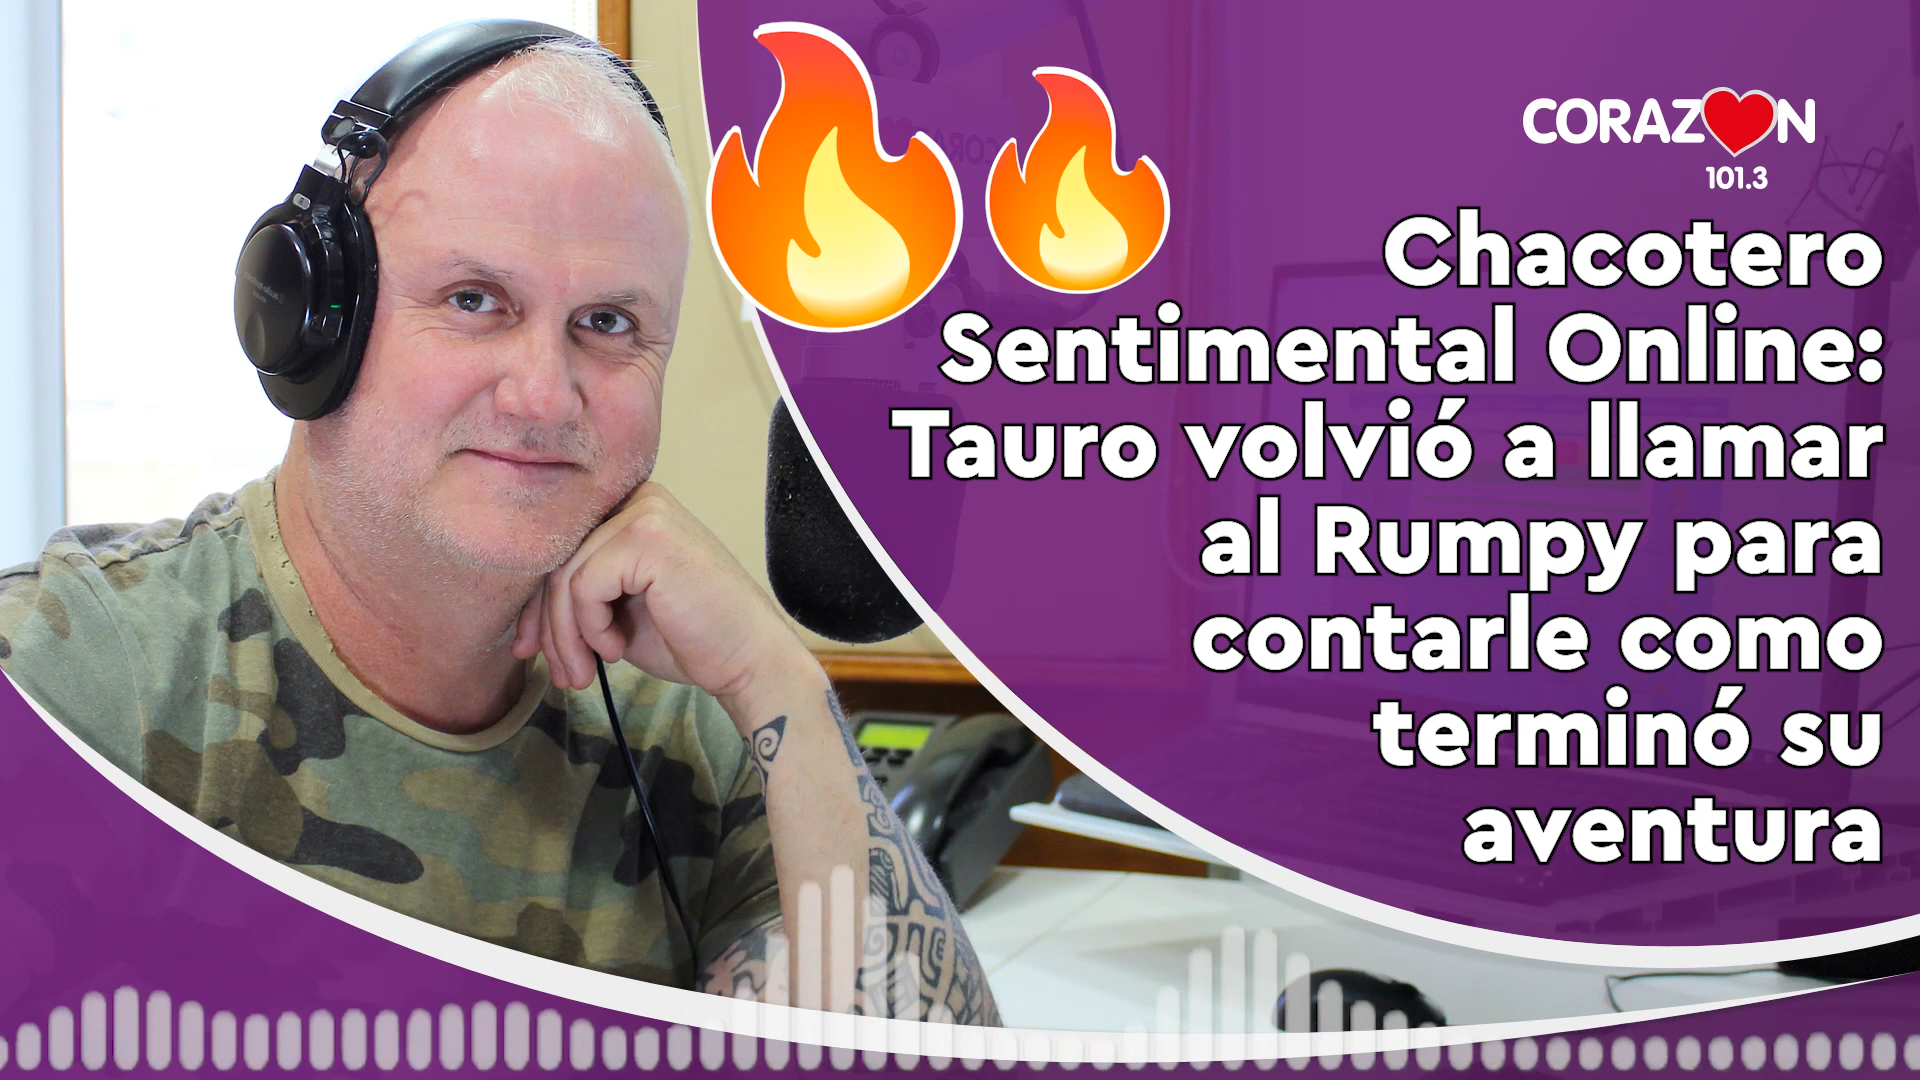 CORAZON
101.3
Chacotero
Sentimental Online:
Tauro volvió a llamar
al Rumpy para
contarle como
terminó su
aventura